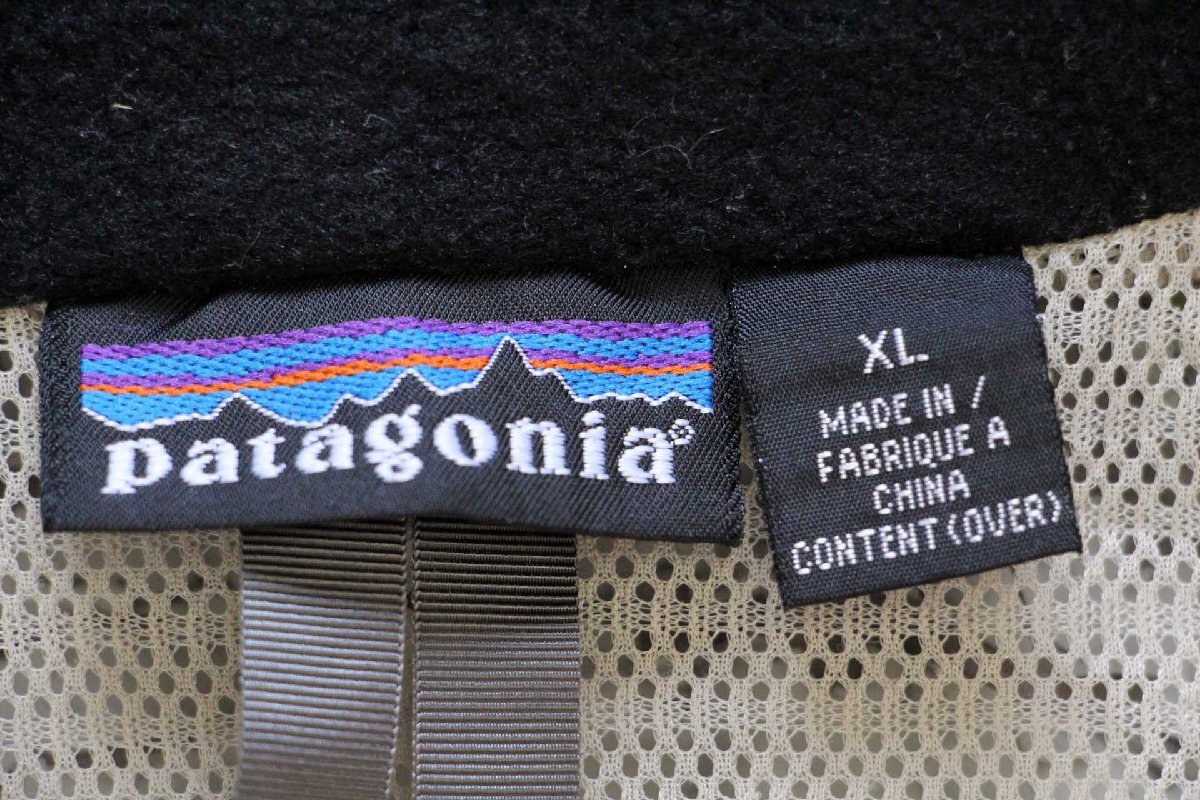 patagonia®
XL
MADE IN /
FABRIQUE A
CHINA
CONTENT (OVER)